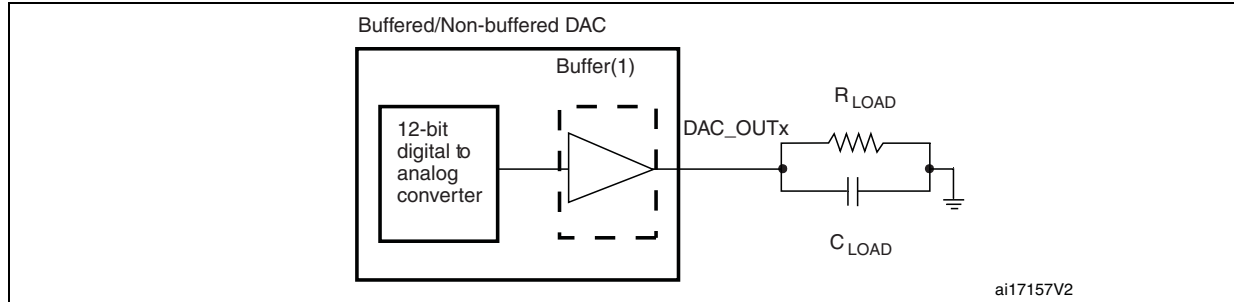 Buffered/Non-buffered DAC
Buffer(1)
12-bit
digital to
analog
converter
DAC_OUTx
R LOAD
C LOAD
ai17157V2